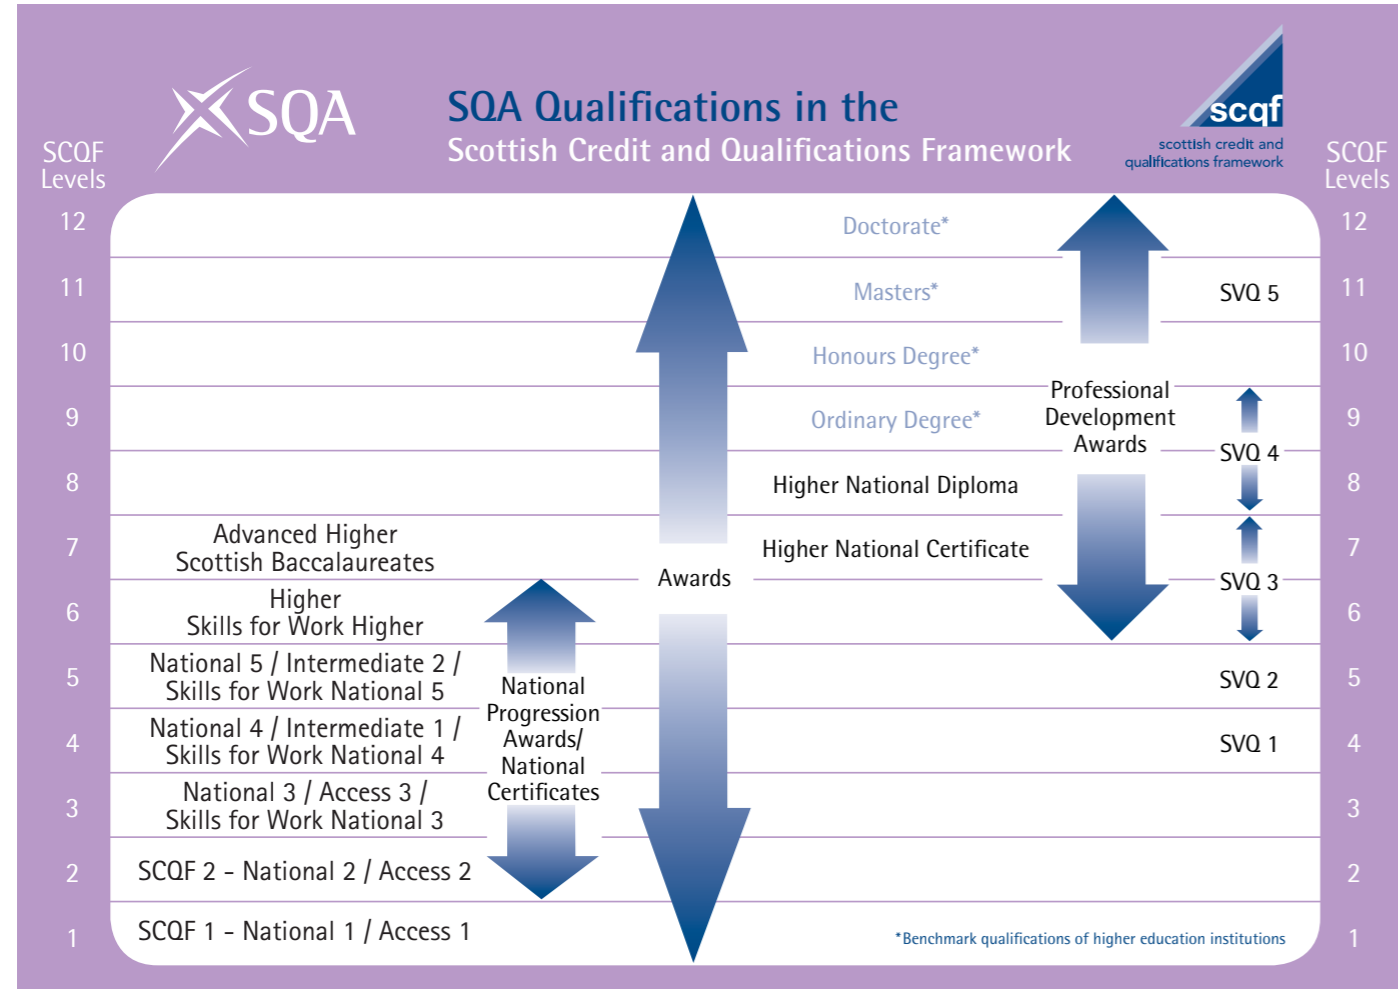 SQA
SQA Qualifications in the
Scottish Credit and Qualifications Framework
scqf
scottish credit and
qualifications framework
SCQF
Levels
SCQF
Levels
12
Doctorate*
12
11
Masters*
SVQ 5
11
10
Honours Degree*
10
9
Ordinary Degree*
Professional
Development
Awards
9
SVQ 4
8
Higher National Diploma
8
7
Advanced Higher
Scottish Baccalaureates
Higher National Certificate
7
Awards
SVQ 3
6
Higher
Skills for Work Higher
6
5
National 5 / Intermediate 2 /
Skills for Work National 5
SVQ 2
5
National
Progression
Awards/
National
Certificates
4
National 4 / Intermediate 1 /
Skills for Work National 4
SVQ 1
4
3
National 3 / Access 3 /
Skills for Work National 3
3
2
SCQF 2 - National 2 / Access 2
2
1
SCQF 1 - National 1 / Access 1
*Benchmark qualifications of higher education institutions
1